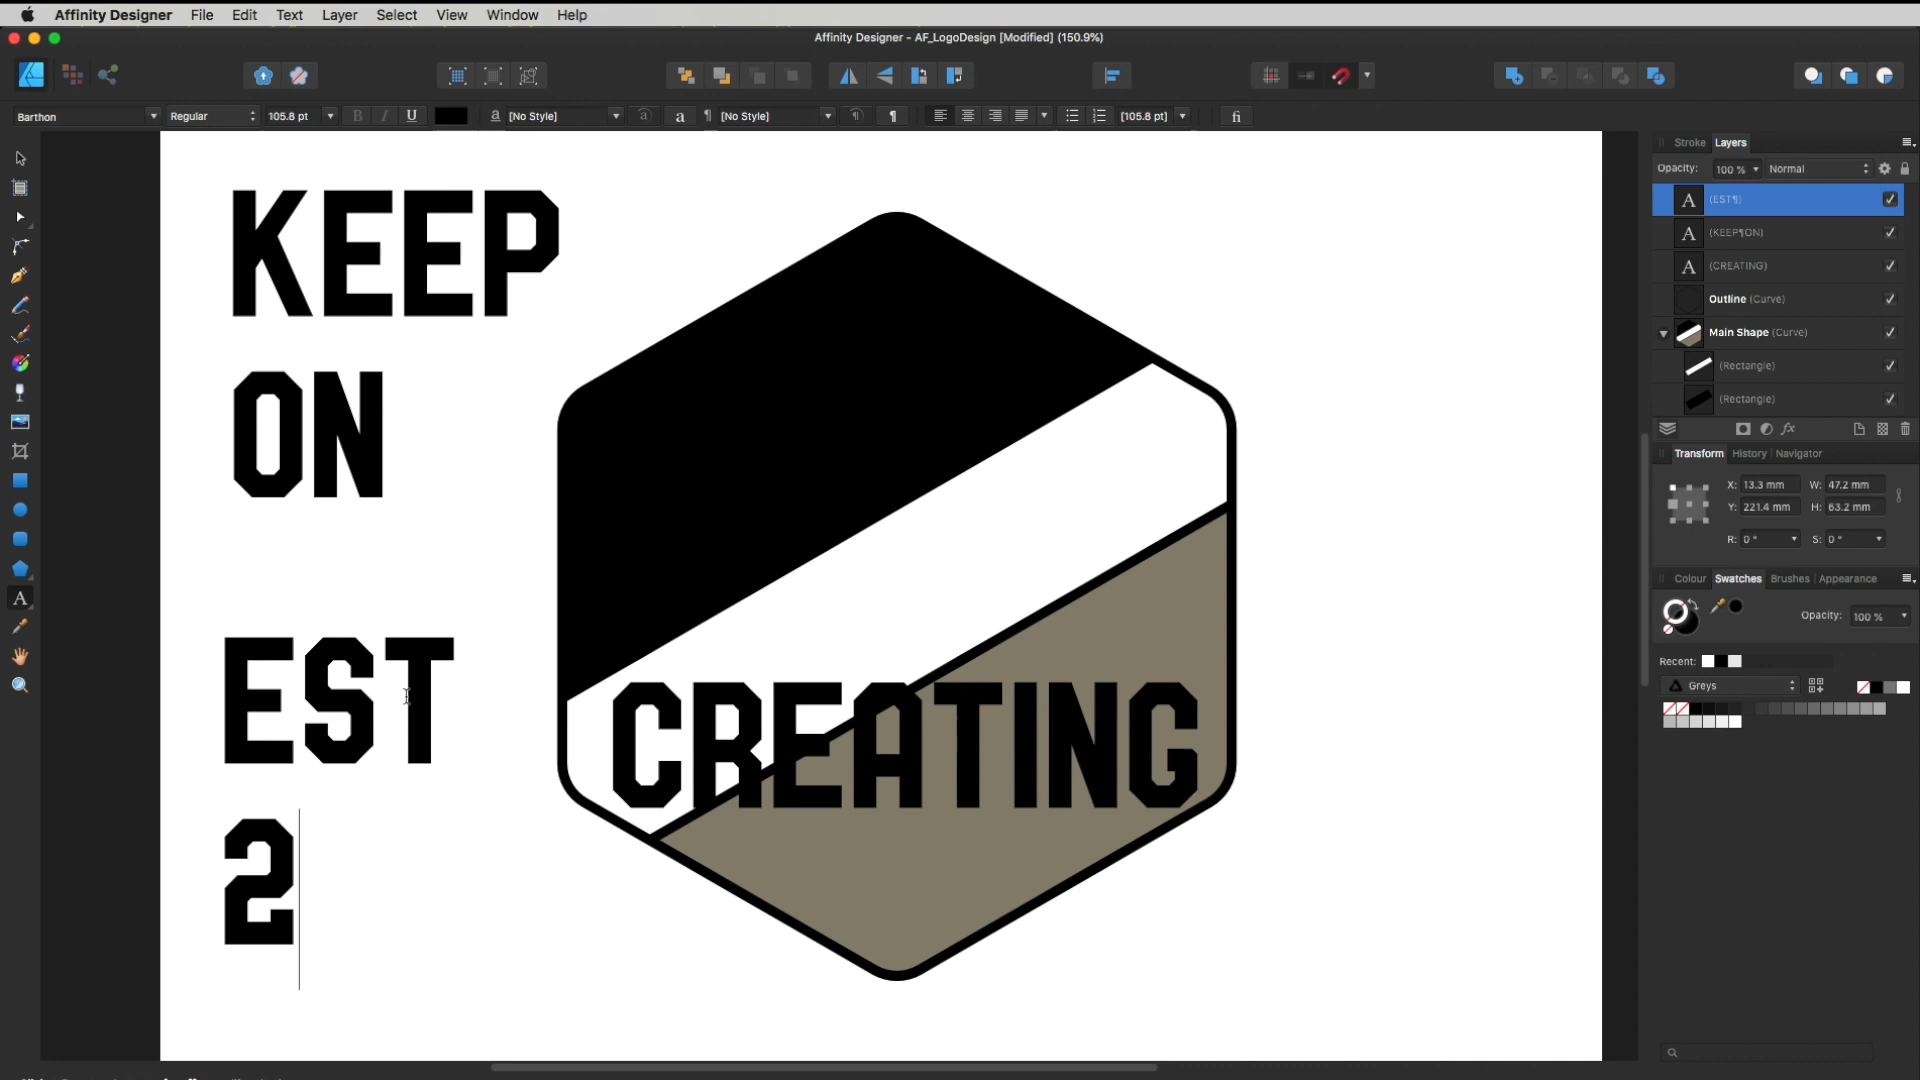 Affinity Designer File Edit Text Layer Select View Window Help
Affinity Designer - AF_LogoDesign [Modified] (150.9%)
Barthon Regular 105.8 pt B I U a [No Style] a a ¶ [No Style] ¶ ¶ [105.8 pt] fi
Stroke Layers
Opacity: 100 % Normal
A (EST¶)
A (KEEP¶ON)
A (CREATING)
Outline (Curve)
Main Shape (Curve)
(Rectangle)
(Rectangle)
fx
Transform History Navigator
X: 13.3 mm W: 47.2 mm
Y: 221.4 mm H: 63.2 mm
R: 0 ° S: 0 °
Colour Swatches Brushes Appearance
Opacity: 100 %
Recent:
Greys
A
KEEP
ON
EST
2
CREATING